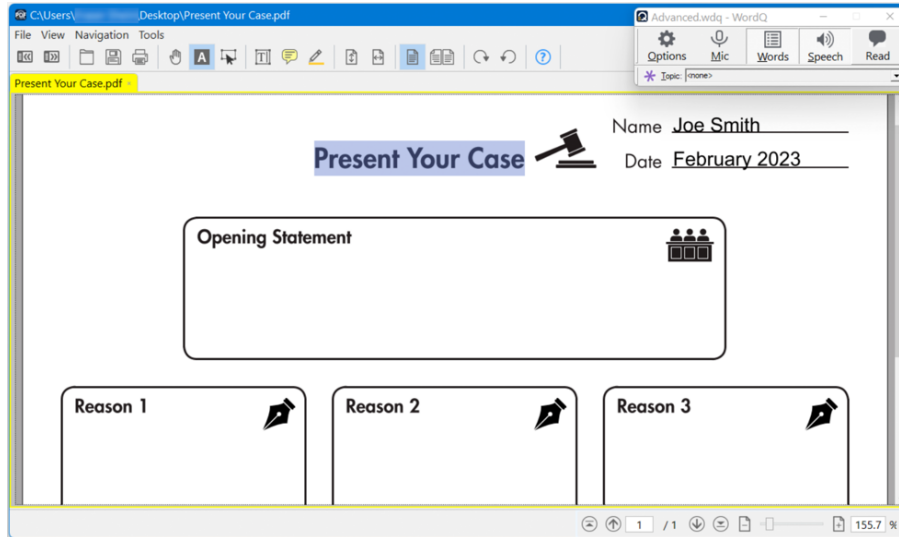 C:\Users\ Desktop\Present Your Case.pdf
Advanced.wdq - WordQ
File View Navigation Tools
Options Mic Words Speech Read
Topic: <none>
Present Your Case.pdf
Name Joe Smith
Present Your Case
Date February 2023
Opening Statement
Reason 1 Reason 2 Reason 3
1 / 1 155.7 %